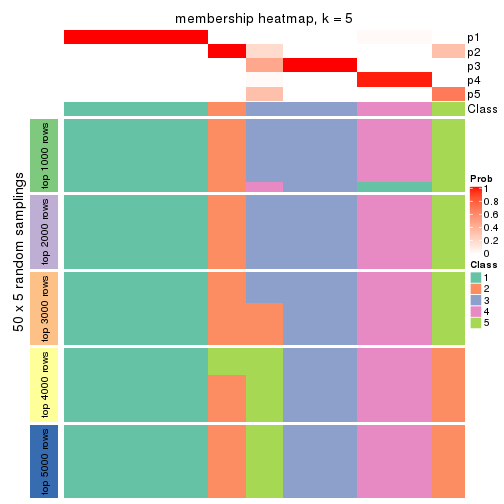 membership heatmap, k = 5
p1
p2
p3
p4
p5
Class
50 x 5 random samplings
top 1000 rows
top 2000 rows
top 3000 rows
top 4000 rows
top 5000 rows
Prob
1
0.8
0.6
0.4
0.2
0
Class
1
2
3
4
5